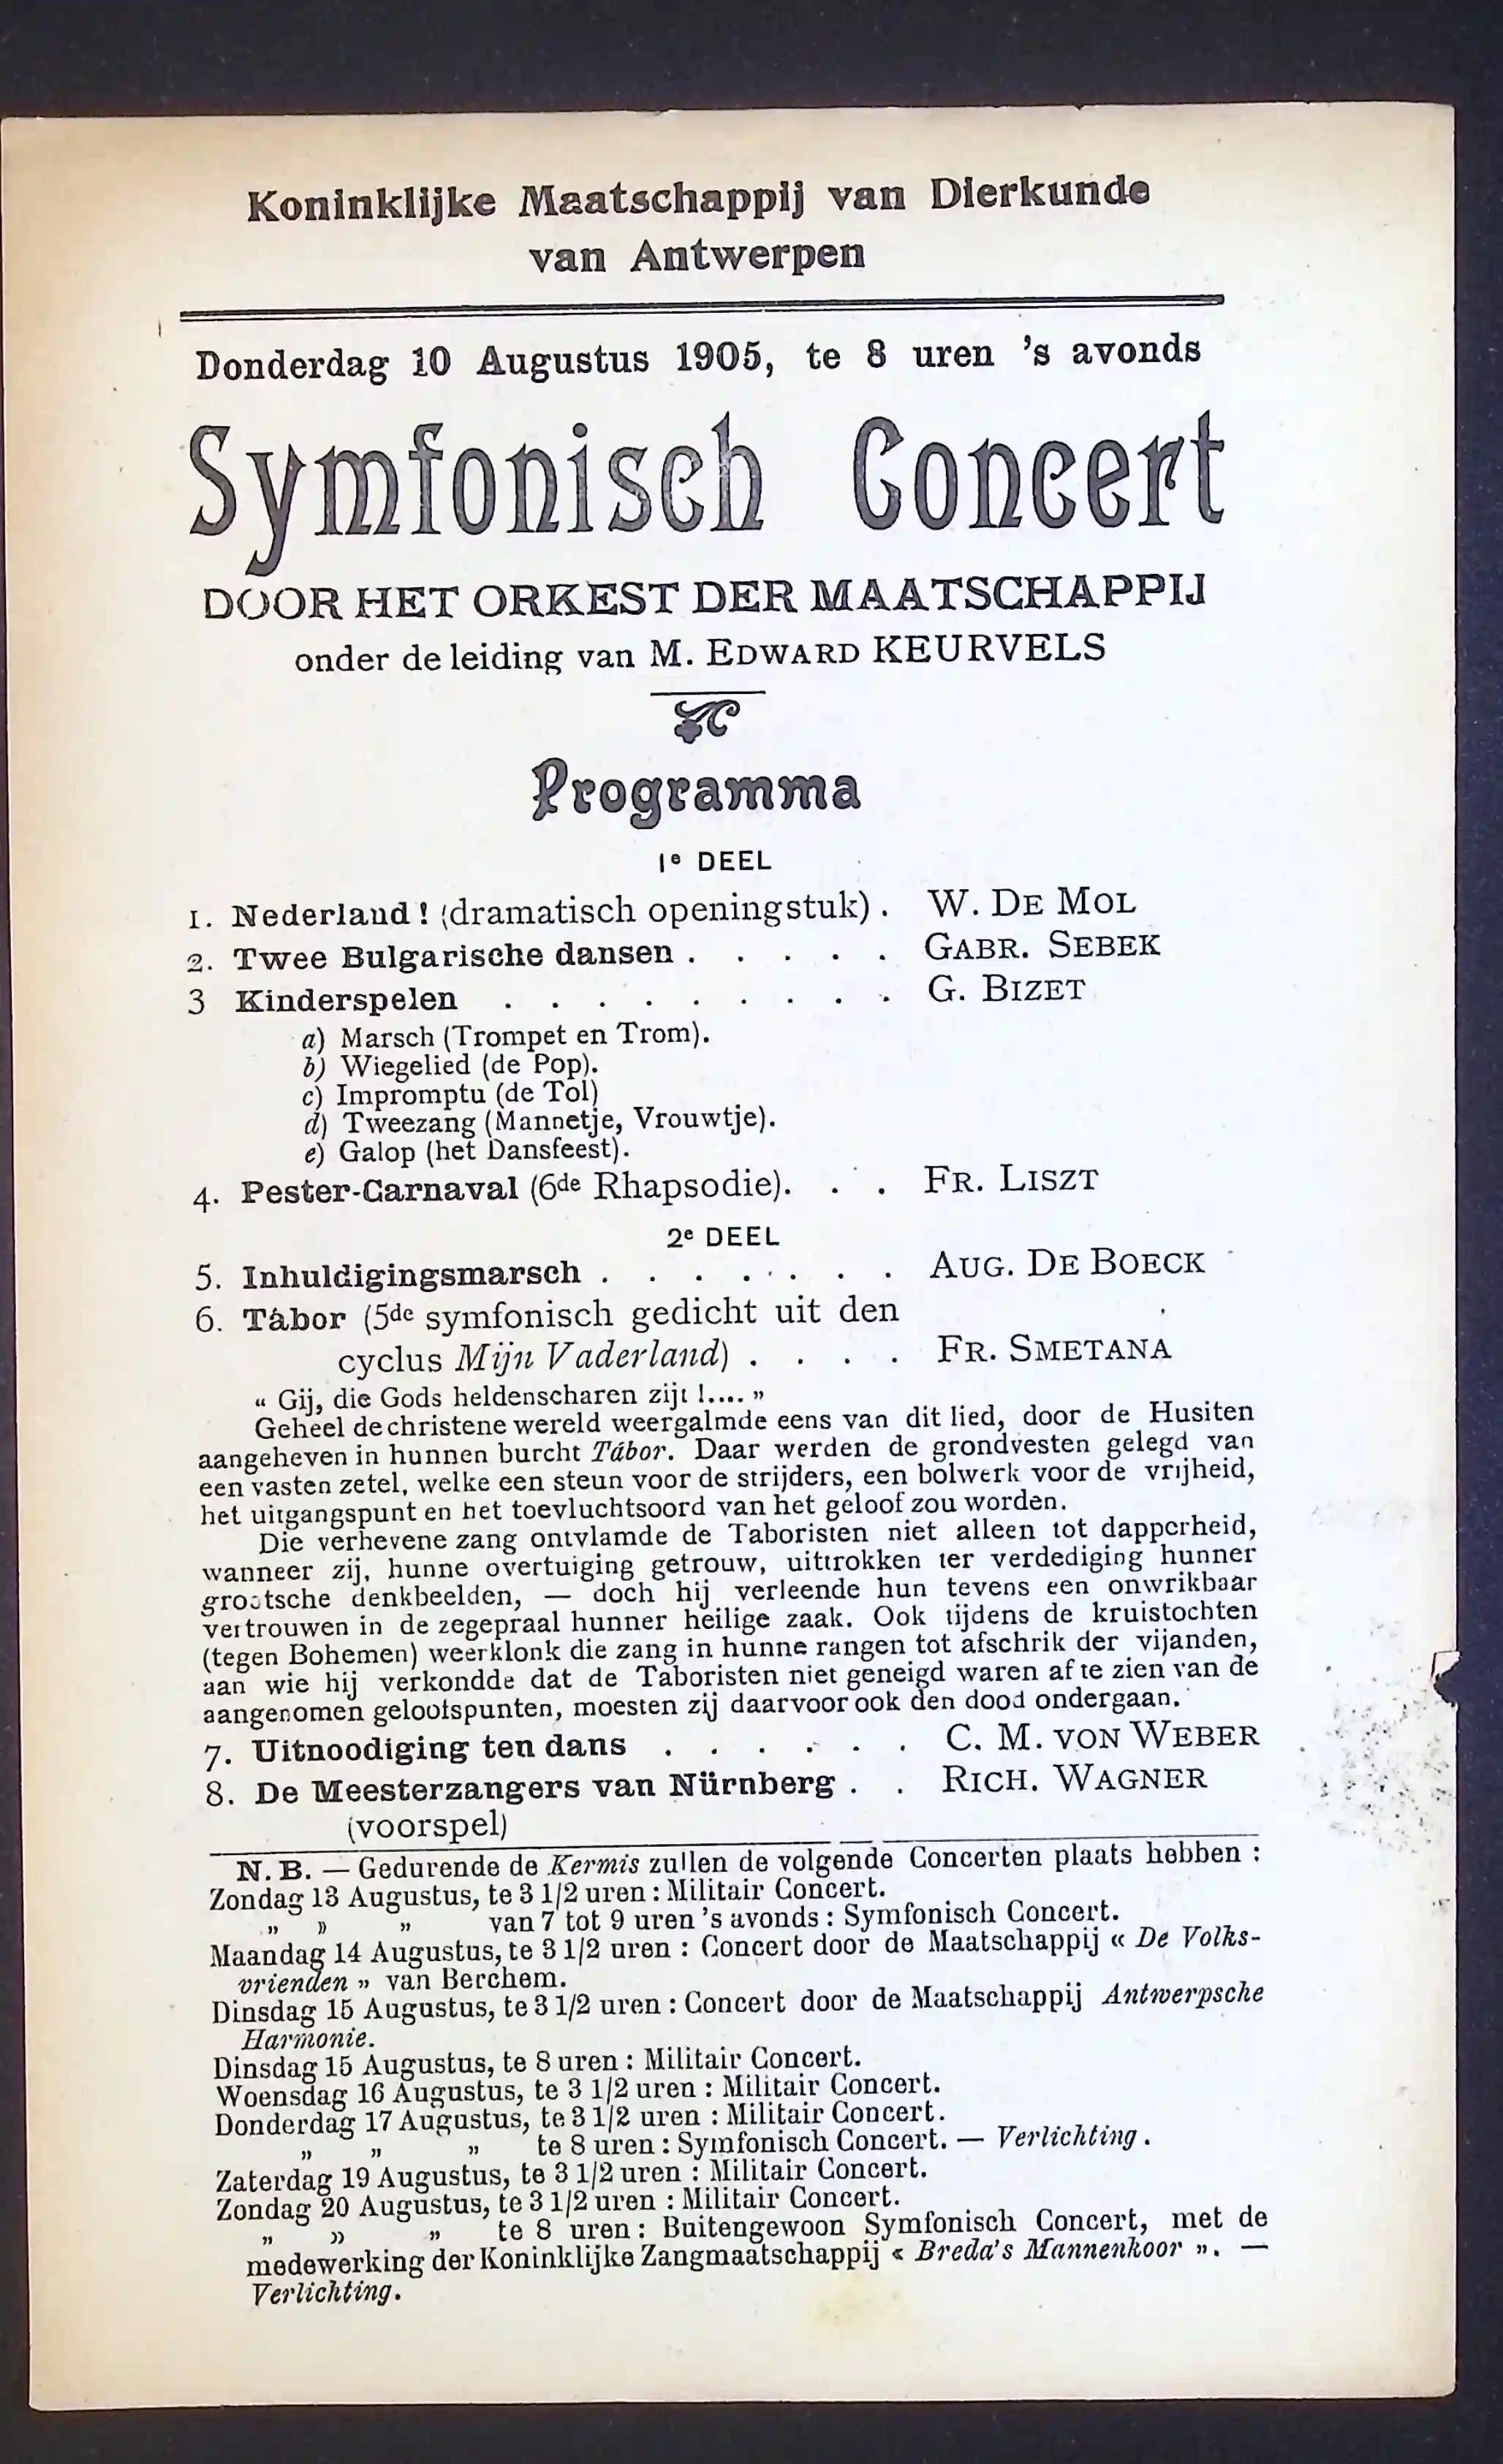 Koninklijke Maatschappij van Dierkunde
van Antwerpen
Donderdag 10 Augustus 1905, te 8 uren 's avonds
Symfonisch Concert
DOOR HET ORKEST DER MAATSCHAPPIJ
onder de leiding van M. EDWARD KEURVELS
Programma
1e DEEL
1. Nederland ! (dramatisch openingstuk) . W. DE MOL
2. Twee Bulgarische dansen . . . . . GABR. SEBEK
3 Kinderspelen . . . . . . . . . G. BIZET
a) Marsch (Trompet en Trom).
b) Wiegelied (de Pop).
c) Impromptu (de Tol)
d) Tweezang (Mannetje, Vrouwtje).
e) Galop (het Dansfeest).
4. Pester-Carnaval (6de Rhapsodie). . . FR. LISZT
2e DEEL
5. Inhuldigingsmarsch . . . . . . . AUG. DE BOECK
6. Tábor (5de symfonisch gedicht uit den
cyclus Mijn Vaderland) . . . . FR. SMETANA
« Gij, die Gods heldenscharen zijt !.... »
Geheel de christene wereld weergalmde eens van dit lied, door de Husiten
aangeheven in hunnen burcht Tábor. Daar werden de grondvesten gelegd van
een vasten zetel, welke een steun voor de strijders, een bolwerk voor de vrijheid,
het uitgangspunt en het toevluchtsoord van het geloof zou worden.
Die verhevene zang ontvlamde de Taboristen niet alleen tot dapperheid,
wanneer zij, hunne overtuiging getrouw, uittrokken ter verdediging hunner
grootsche denkbeelden, — doch hij verleende hun tevens een onwrikbaar
vertrouwen in de zegepraal hunner heilige zaak. Ook tijdens de kruistochten
(tegen Bohemen) weerklonk die zang in hunne rangen tot afschrik der vijanden,
aan wie hij verkondde dat de Taboristen niet geneigd waren af te zien van de
aangenomen gelootspunten, moesten zij daarvoor ook den dood ondergaan.
7. Uitnoodiging ten dans . . . . . . C. M. VON WEBER
8. De Meesterzangers van Nürnberg . . RICH. WAGNER
(voorspel)
N. B. — Gedurende de Kermis zullen de volgende Concerten plaats hebben :
Zondag 13 Augustus, te 3 1/2 uren : Militair Concert.
» » » van 7 tot 9 uren 's avonds : Symfonisch Concert.
Maandag 14 Augustus, te 3 1/2 uren : Concert door de Maatschappij « De Volks-
vrienden » van Berchem.
Dinsdag 15 Augustus, te 3 1/2 uren : Concert door de Maatschappij Antwerpsche
Harmonie.
Dinsdag 15 Augustus, te 8 uren : Militair Concert.
Woensdag 16 Augustus, te 3 1/2 uren : Militair Concert.
Donderdag 17 Augustus, te 3 1/2 uren : Militair Concert.
» » » te 8 uren : Symfonisch Concert. — Verlichting.
Zaterdag 19 Augustus, te 3 1/2 uren : Militair Concert.
Zondag 20 Augustus, te 3 1/2 uren : Militair Concert.
» » » te 8 uren : Buitengewoon Symfonisch Concert, met de
medewerking der Koninklijke Zangmaatschappij « Breda's Mannenkoor ». —
Verlichting.